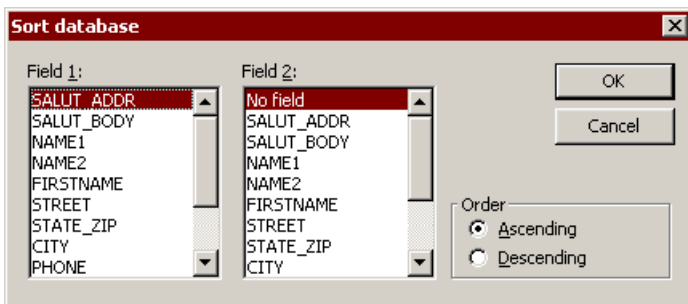 Sort database
Field 1:
SALUT_ADDR
SALUT_BODY
NAME1
NAME2
FIRSTNAME
STREET
STATE_ZIP
CITY
PHONE
Field 2:
No field
SALUT_ADDR
SALUT_BODY
NAME1
NAME2
FIRSTNAME
STREET
STATE_ZIP
CITY
OK
Cancel
Order
Ascending
Descending